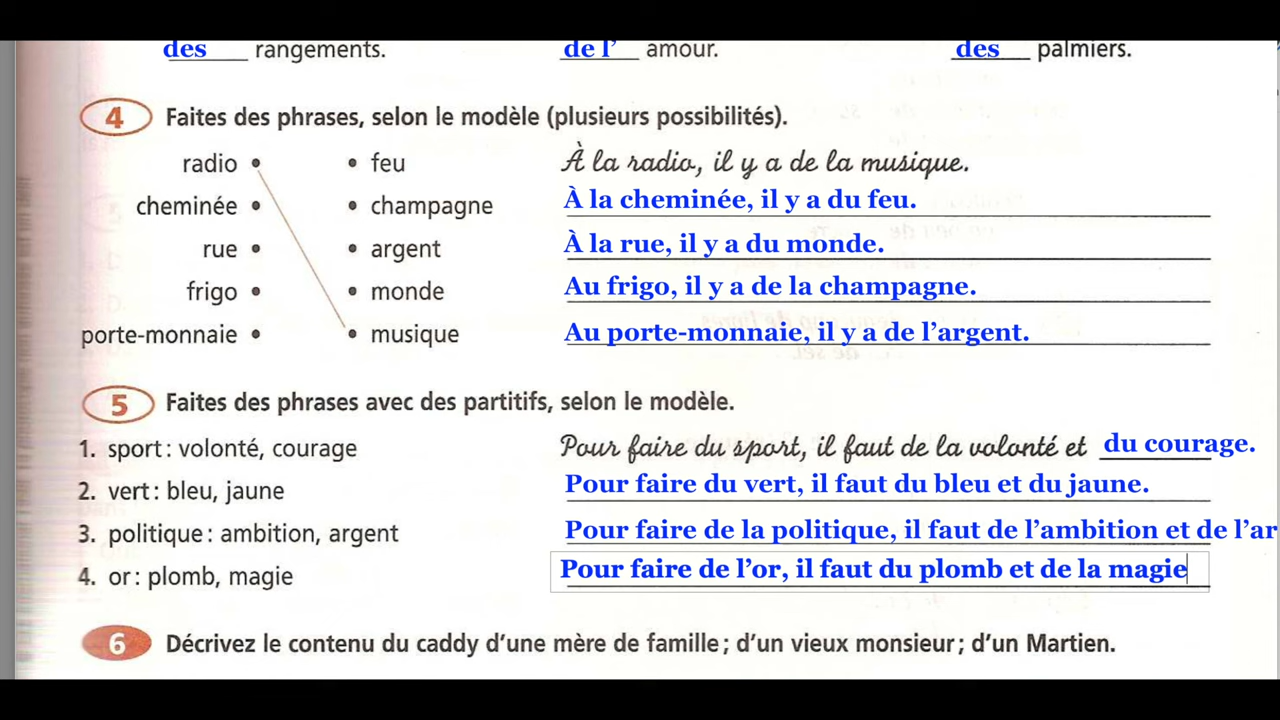 des rangements. de l’ amour. des palmiers.
4 Faites des phrases, selon le modèle (plusieurs possibilités).
radio • • feu À la radio, il y a de la musique.
cheminée • • champagne À la cheminée, il y a du feu.
rue • • argent À la rue, il y a du monde.
frigo • • monde Au frigo, il y a de la champagne.
porte-monnaie • • musique Au porte-monnaie, il y a de l’argent.
5 Faites des phrases avec des partitifs, selon le modèle.
1. sport : volonté, courage Pour faire du sport, il faut de la volonté et du courage.
2. vert : bleu, jaune Pour faire du vert, il faut du bleu et du jaune.
3. politique : ambition, argent Pour faire de la politique, il faut de l’ambition et de l’ar
4. or : plomb, magie Pour faire de l’or, il faut du plomb et de la magie
6 Décrivez le contenu du caddy d’une mère de famille ; d’un vieux monsieur ; d’un Martien.